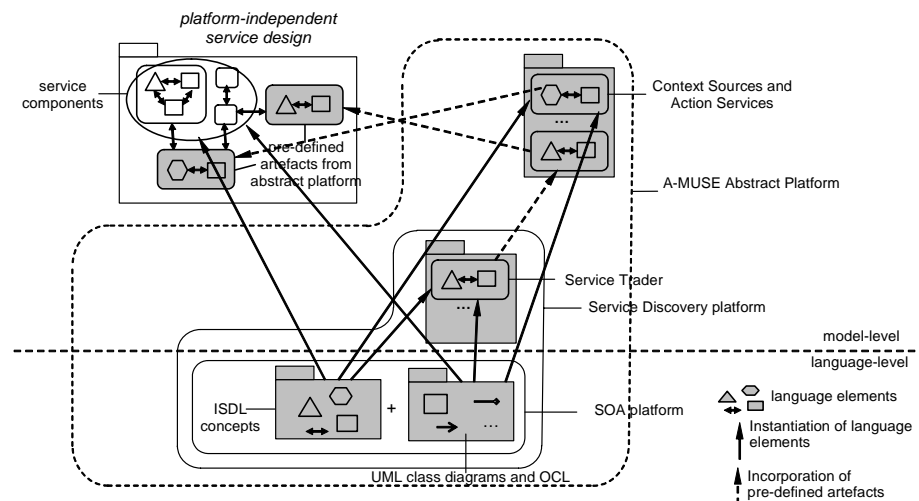 platform-independent
service design
service
components
pre-defined
artefacts from
abstract platform
Context Sources and
Action Services
...
A-MUSE Abstract Platform
Service Trader
...
Service Discovery platform
model-level
language-level
ISDL
concepts
+
...
SOA platform
UML class diagrams and OCL
language elements
Instantiation of language
elements
Incorporation of
pre-defined artefacts